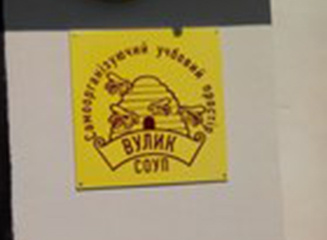 Самоорганізуючий учбовий простір
ВУЛИК
СОУП